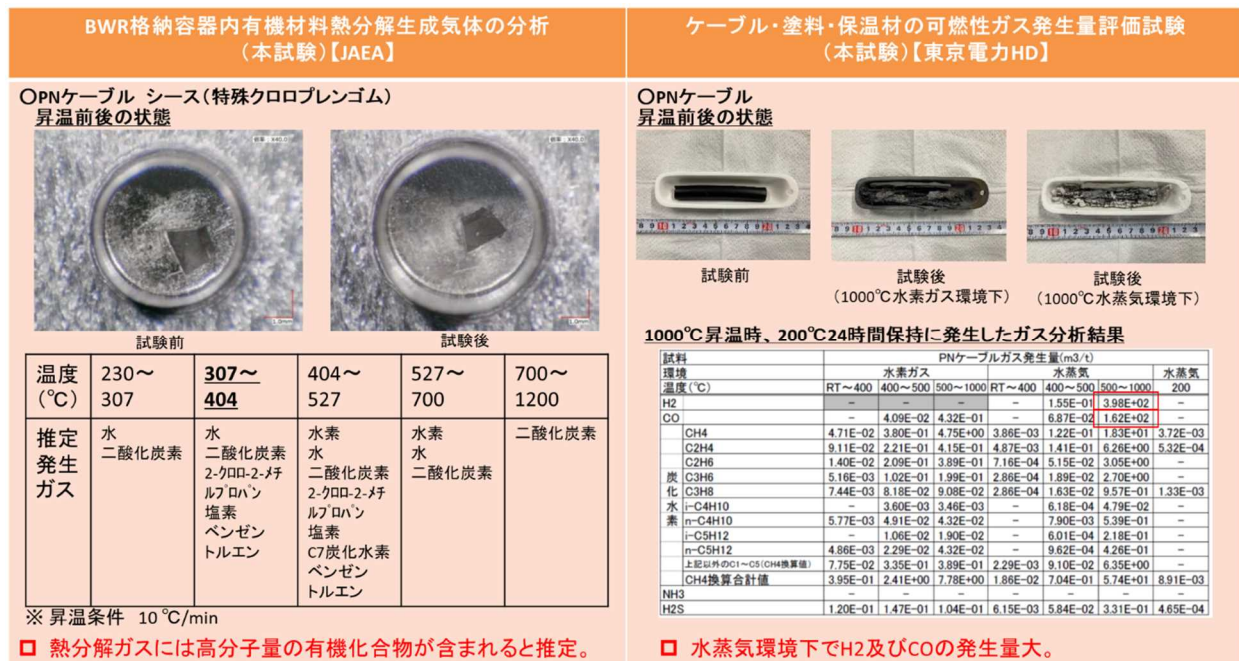 BWR格納容器内有機材料熱分解生成気体の分析
(本試験)【JAEA】
〇PNケーブル シース(特殊クロロプレンゴム)
昇温前後の状態
試験前
試験後
温度(℃) 230～307 307～404 404～527 527～700 700～1200
推定発生ガス
水
二酸化炭素
水
二酸化炭素
2-クロロ-2-メチルプロパン
塩素
ベンゼン
トルエン
水素
水
二酸化炭素
2-クロロ-2-メチルプロパン
塩素
C7炭化水素
ベンゼン
トルエン
水素
水
二酸化炭素
二酸化炭素
※ 昇温条件 10 ℃/min
熱分解ガスには高分子量の有機化合物が含まれると推定。
ケーブル・塗料・保温材の可燃性ガス発生量評価試験
(本試験)【東京電力HD】
〇PNケーブル
昇温前後の状態
試験前
試験後
(1000℃水素ガス環境下)
試験後
(1000℃水蒸気環境下)
1000℃昇温時、200℃24時間保持に発生したガス分析結果
試料 PNケーブルガス発生量(m3/t)
環境 水素ガス 水蒸気 水蒸気
温度(℃) RT～400 400～500 500～1000 RT～400 400～500 500～1000 200
H2 - - - - 1.55E-01 3.98E+02 -
CO - 4.09E-02 4.32E-01 - 6.87E-02 1.62E+02 -
炭化水素
CH4 4.71E-02 3.80E-01 4.75E+00 3.86E-03 1.22E-01 1.83E+01 3.72E-03
C2H4 9.11E-02 2.21E-01 4.15E-01 4.87E-03 1.41E-01 6.26E+00 5.32E-04
C2H6 1.40E-02 2.09E-01 3.89E-01 7.16E-04 5.15E-02 3.05E+00 -
C3H6 5.16E-03 1.02E-01 1.99E-01 2.86E-04 1.89E-02 2.70E+00 -
C3H8 7.44E-03 8.18E-02 9.08E-02 2.86E-04 1.63E-02 9.57E-01 1.33E-03
i-C4H10 - 3.60E-03 3.46E-03 - 6.18E-04 4.79E-02 -
n-C4H10 5.77E-03 4.91E-02 4.32E-02 - 7.90E-03 5.39E-01 -
i-C5H12 - 1.06E-02 1.90E-02 - 6.01E-04 2.18E-01 -
n-C5H12 4.86E-03 2.29E-02 4.32E-02 - 9.62E-04 4.26E-01 -
上記以外のC1～C5(CH4換算値) 7.75E-02 3.35E-01 3.89E-01 2.29E-03 9.10E-02 6.35E+00 -
CH4換算合計値 3.95E-01 2.41E+00 7.78E+00 1.86E-02 7.04E-01 5.74E+01 8.91E-03
NH3 - - - - - - -
H2S 1.20E-01 1.47E-01 1.04E-01 6.15E-03 5.84E-02 3.31E-01 4.65E-04
水蒸気環境下でH2及びCOの発生量大。